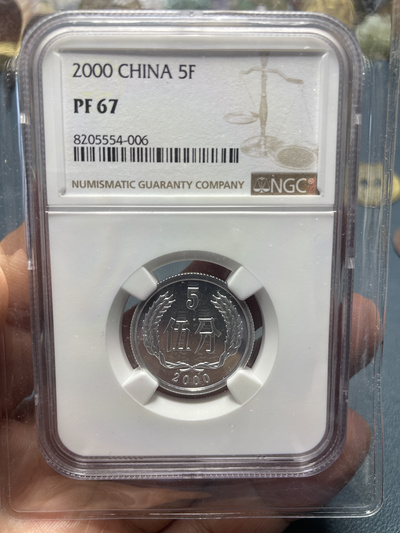 2000 CHINA 5F
PF 67
8205554-006
NUMISMATIC GUARANTY COMPANY
NGC
5
伍分
2000